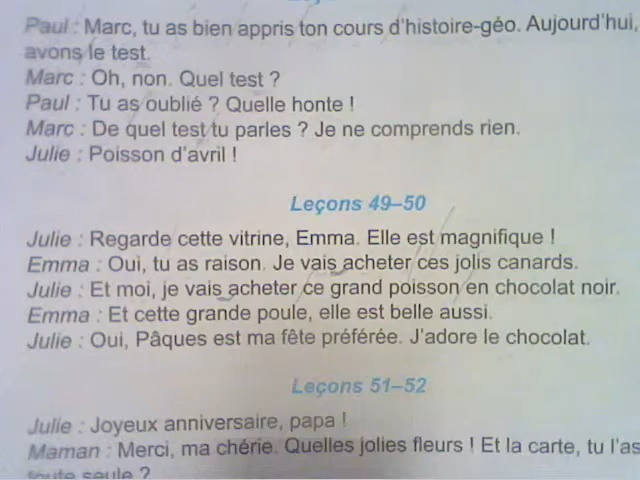 Paul : Marc, tu as bien appris ton cours d'histoire-géo. Aujourd'hui,
avons le test.
Marc : Oh, non. Quel test ?
Paul : Tu as oublié ? Quelle honte !
Marc : De quel test tu parles ? Je ne comprends rien.
Julie : Poisson d'avril !
Leçons 49–50
Julie : Regarde cette vitrine, Emma. Elle est magnifique !
Emma : Oui, tu as raison. Je vais acheter ces jolis canards.
Julie : Et moi, je vais acheter ce grand poisson en chocolat noir.
Emma : Et cette grande poule, elle est belle aussi.
Julie : Oui, Pâques est ma fête préférée. J'adore le chocolat.
Leçons 51–52
Julie : Joyeux anniversaire, papa !
Maman : Merci, ma chérie. Quelles jolies fleurs ! Et la carte, tu l'as
toute seule ?